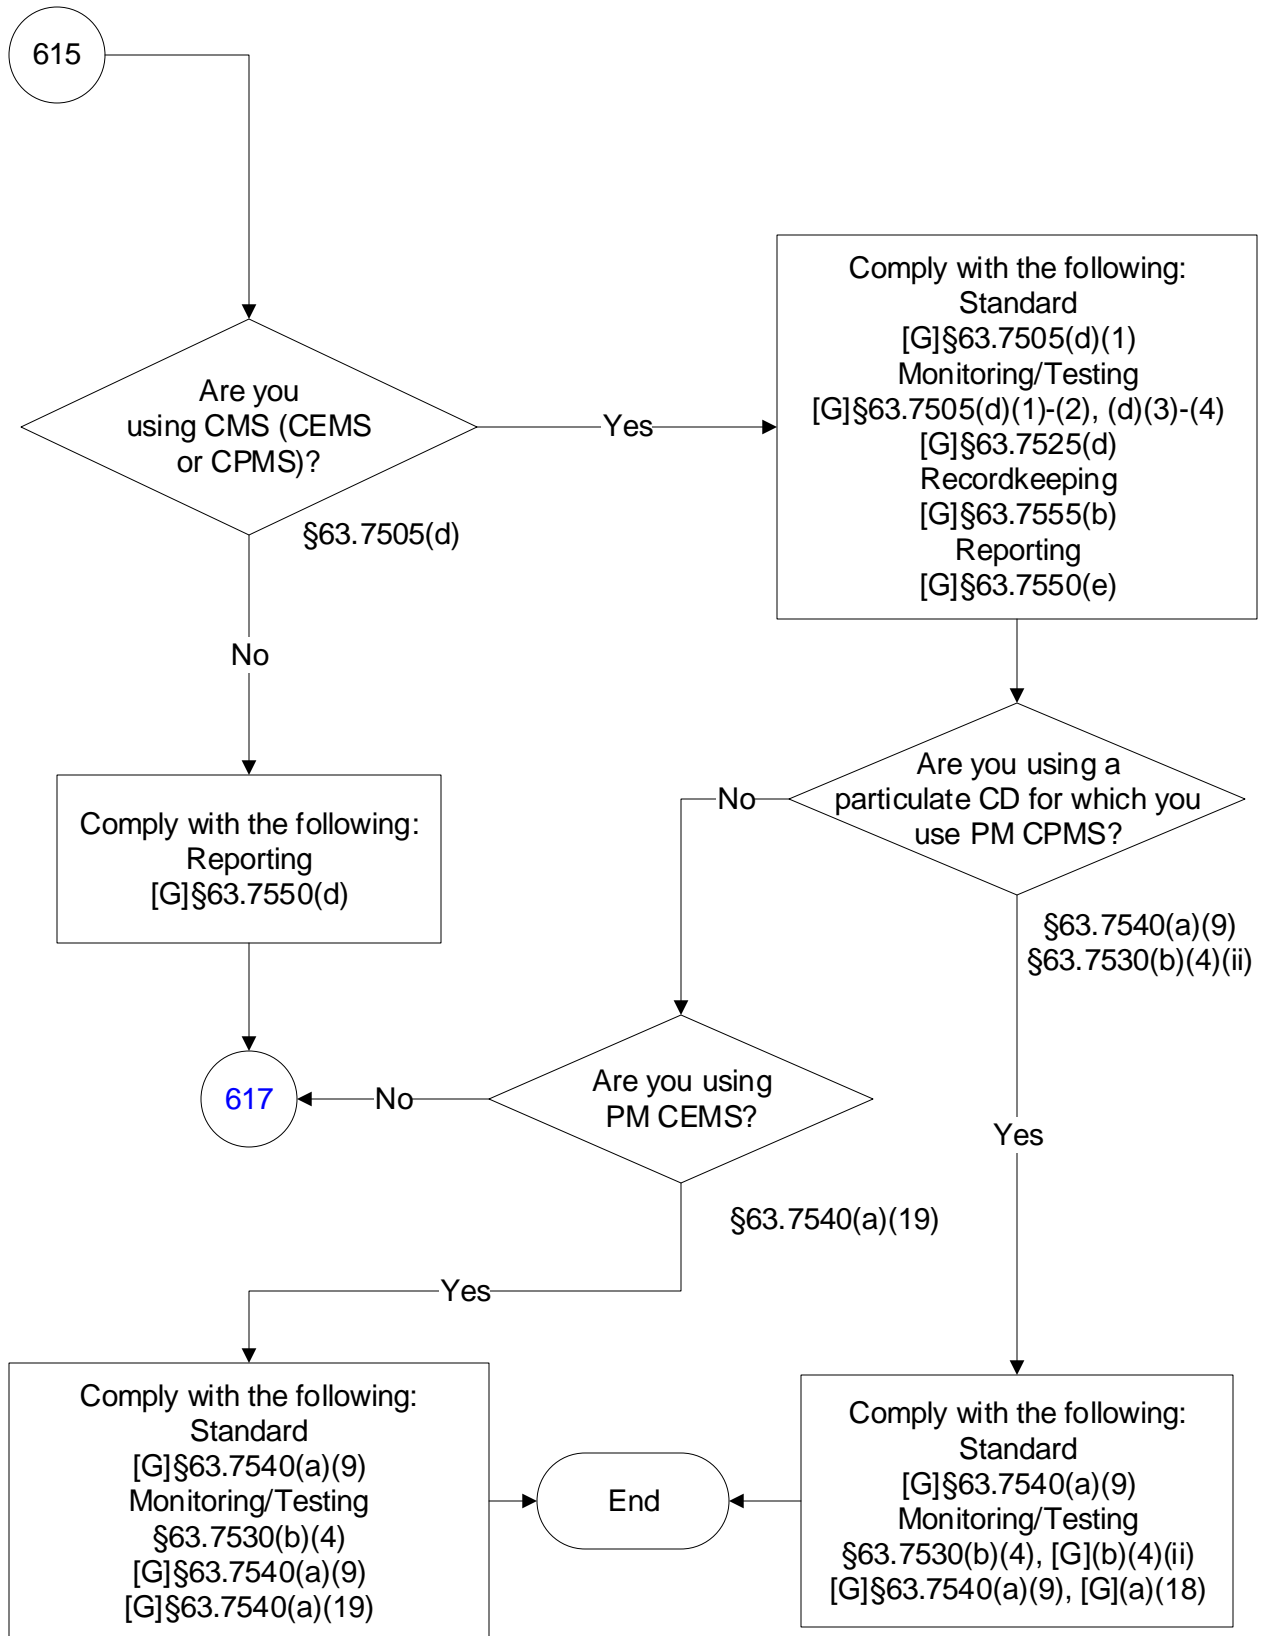 615
Are you
using CMS (CEMS
or CPMS)?
§63.7505(d)
Yes
Comply with the following:
Standard
[G]§63.7505(d)(1)
Monitoring/Testing
[G]§63.7505(d)(1)-(2), (d)(3)-(4)
[G]§63.7525(d)
Recordkeeping
[G]§63.7555(b)
Reporting
[G]§63.7550(e)
No
Comply with the following:
Reporting
[G]§63.7550(d)
Are you using a
particulate CD for which you
use PM CPMS?
§63.7540(a)(9)
§63.7530(b)(4)(ii)
No
Are you using
PM CEMS?
§63.7540(a)(19)
No
617
Yes
Yes
Comply with the following:
Standard
[G]§63.7540(a)(9)
Monitoring/Testing
§63.7530(b)(4)
[G]§63.7540(a)(9)
[G]§63.7540(a)(19)
End
Comply with the following:
Standard
[G]§63.7540(a)(9)
Monitoring/Testing
§63.7530(b)(4), [G](b)(4)(ii)
[G]§63.7540(a)(9), [G](a)(18)